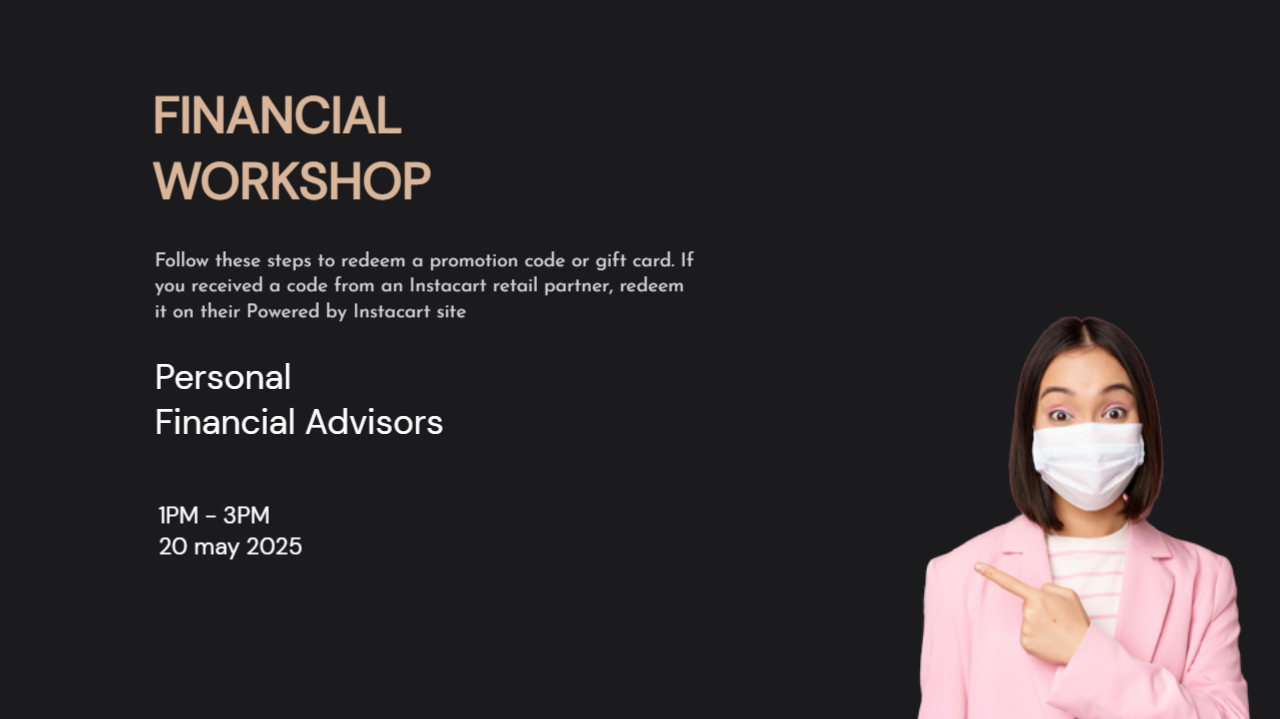 FINANCIAL
WORKSHOP
Follow these steps to redeem a promotion code or gift card. If
you received a code from an Instacart retail partner, redeem
it on their Powered by Instacart site
Personal
Financial Advisors
1PM – 3PM
20 may 2025